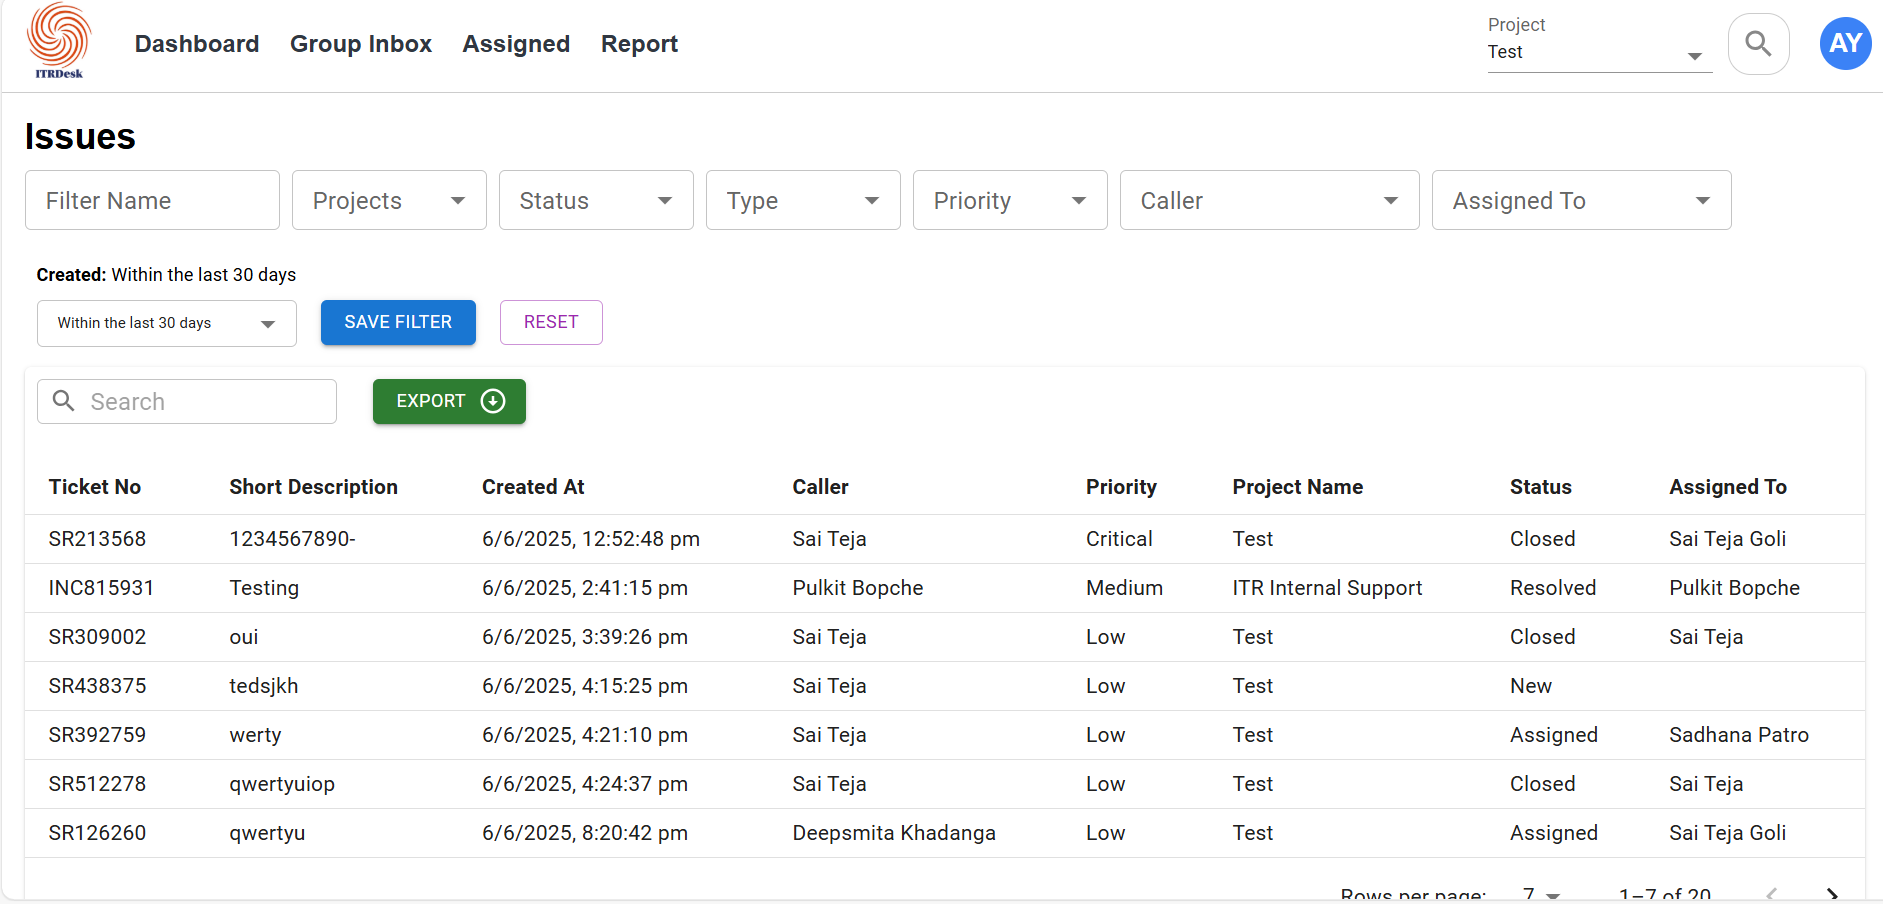 ITRDesk
Dashboard Group Inbox Assigned Report
Project
Test
AY
Issues
Filter Name Projects Status Type Priority Caller Assigned To
Created: Within the last 30 days
Within the last 30 days SAVE FILTER RESET
Search EXPORT
Ticket No Short Description Created At Caller Priority Project Name Status Assigned To
SR213568 1234567890- 6/6/2025, 12:52:48 pm Sai Teja Critical Test Closed Sai Teja Goli
INC815931 Testing 6/6/2025, 2:41:15 pm Pulkit Bopche Medium ITR Internal Support Resolved Pulkit Bopche
SR309002 oui 6/6/2025, 3:39:26 pm Sai Teja Low Test Closed Sai Teja
SR438375 tedsjkh 6/6/2025, 4:15:25 pm Sai Teja Low Test New
SR392759 werty 6/6/2025, 4:21:10 pm Sai Teja Low Test Assigned Sadhana Patro
SR512278 qwertyuiop 6/6/2025, 4:24:37 pm Sai Teja Low Test Closed Sai Teja
SR126260 qwertyu 6/6/2025, 8:20:42 pm Deepsmita Khadanga Low Test Assigned Sai Teja Goli
Rows per page: 7 1–7 of 20